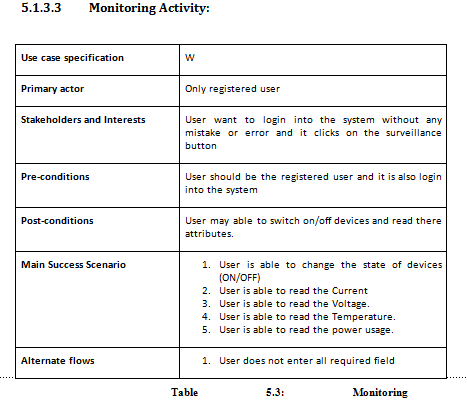 5.1.3.3 Monitoring Activity:
Use case specification W
Primary actor Only registered user
Stakeholders and Interests User want to login into the system without any
mistake or error and it clicks on the surveillance
button
Pre-conditions User should be the registered user and it is also login
into the system
Post-conditions User may able to switch on/off devices and read there
attributes.
Main Success Scenario 1. User is able to change the state of devices
(ON/OFF)
2. User is able to read the Current
3. User is able to read the Voltage.
4. User is able to read the Temperature.
5. User is able to read the power usage.
Alternate flows 1. User does not enter all required field
Table 5.3: Monitoring